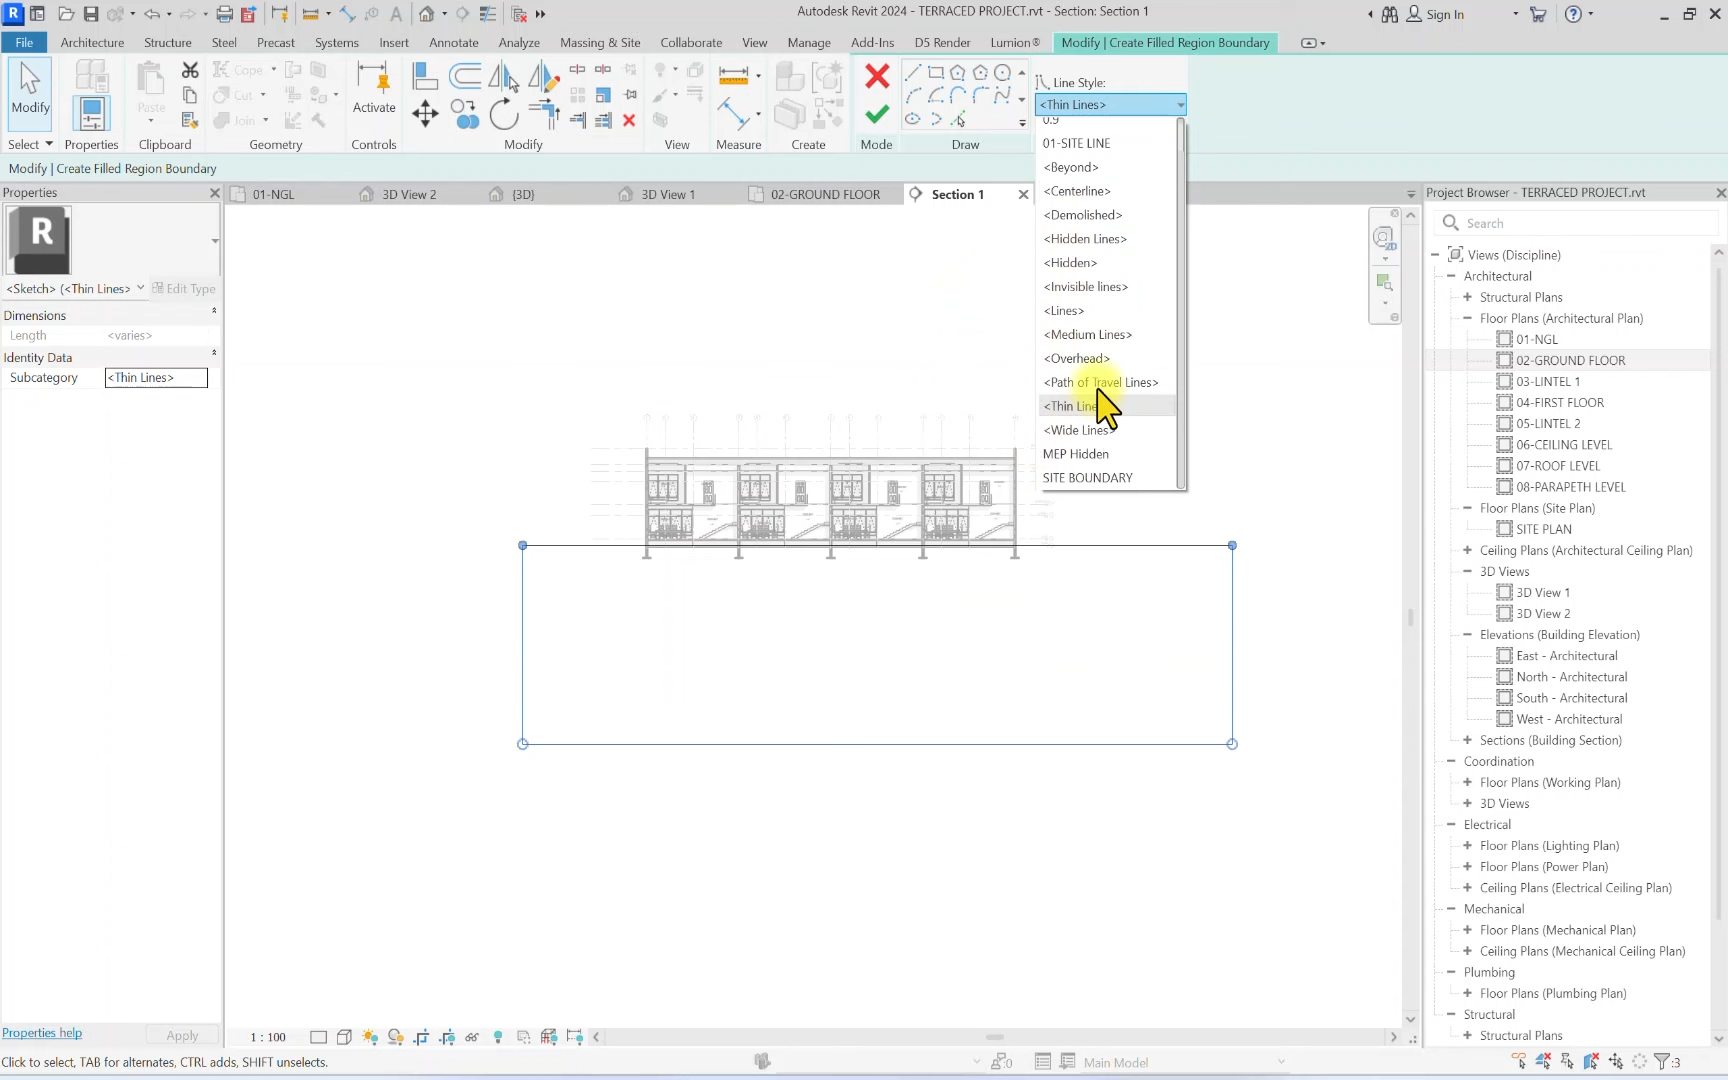 Autodesk Revit 2024 - TERRACED PROJECT.rvt - Section: Section 1
Sign In
File
Architecture
Structure
Steel
Precast
Systems
Insert
Annotate
Analyze
Massing & Site
Collaborate
View
Manage
Add-Ins
D5 Render
Lumion®
Modify | Create Filled Region Boundary
Modify
Paste
Cope
Cut
Join
Activate
Line Style:
<Thin Lines>
Select
Properties
Clipboard
Geometry
Controls
Modify
View
Measure
Create
Mode
Draw
0.9
01-SITE LINE
<Beyond>
<Centerline>
<Demolished>
<Hidden Lines>
<Hidden>
<Invisible lines>
<Lines>
<Medium Lines>
<Overhead>
<Path of Travel Lines>
<Thin Line
<Wide Lines>
MEP Hidden
SITE BOUNDARY
Modify | Create Filled Region Boundary
Properties
01-NGL
3D View 2
{3D}
3D View 1
02-GROUND FLOOR
Section 1
R
<Sketch> (<Thin Lines>
Edit Type
Dimensions
Length <varies>
Identity Data
Subcategory <Thin Lines>
Properties help
Apply
Project Browser - TERRACED PROJECT.rvt
Search
Views (Discipline)
Architectural
Structural Plans
Floor Plans (Architectural Plan)
01-NGL
02-GROUND FLOOR
03-LINTEL 1
04-FIRST FLOOR
05-LINTEL 2
06-CEILING LEVEL
07-ROOF LEVEL
08-PARAPETH LEVEL
Floor Plans (Site Plan)
SITE PLAN
Ceiling Plans (Architectural Ceiling Plan)
3D Views
3D View 1
3D View 2
Elevations (Building Elevation)
East - Architectural
North - Architectural
South - Architectural
West - Architectural
Sections (Building Section)
Coordination
Floor Plans (Working Plan)
3D Views
Electrical
Floor Plans (Lighting Plan)
Floor Plans (Power Plan)
Ceiling Plans (Electrical Ceiling Plan)
Mechanical
Floor Plans (Mechanical Plan)
Ceiling Plans (Mechanical Ceiling Plan)
Plumbing
Floor Plans (Plumbing Plan)
Structural
Structural Plans
1 : 100
Click to select, TAB for alternates, CTRL adds, SHIFT unselects.
:0
Main Model
:3